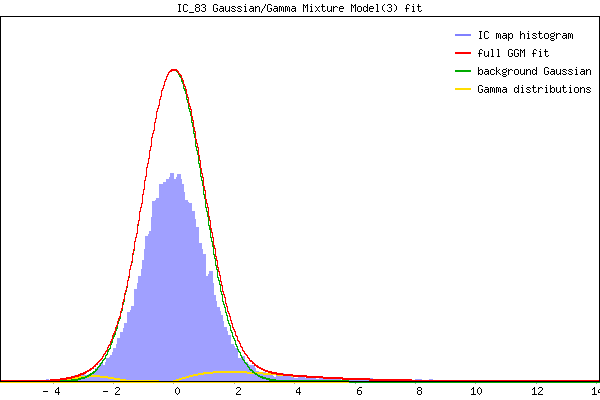 IC_83 Gaussian/Gamma Mixture Model(3) fit
IC map histogram
full GGM fit
background Gaussian
Gamma distributions
- 4 - 2 0 2 4 6 8 10 12 14